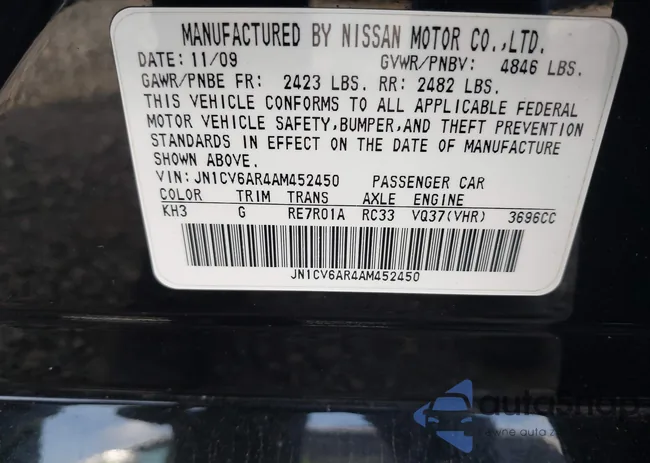 MANUFACTURED BY NISSAN MOTOR CO.,LTD.
DATE: 11/09 GVWR/PNBV: 4846 LBS.
GAWR/PNBE FR: 2423 LBS. RR: 2482 LBS.
THIS VEHICLE CONFORMS TO ALL APPLICABLE FEDERAL
MOTOR VEHICLE SAFETY,BUMPER,AND THEFT PREVENTION
STANDARDS IN EFFECT ON THE DATE OF MANUFACTURE
SHOWN ABOVE.
VIN: JN1CV6AR4AM452450 PASSENGER CAR
COLOR TRIM TRANS AXLE ENGINE
KH3 G RE7R01A RC33 VQ37(VHR) 3696CC
JN1CV6AR4AM452450
autashop
auta z